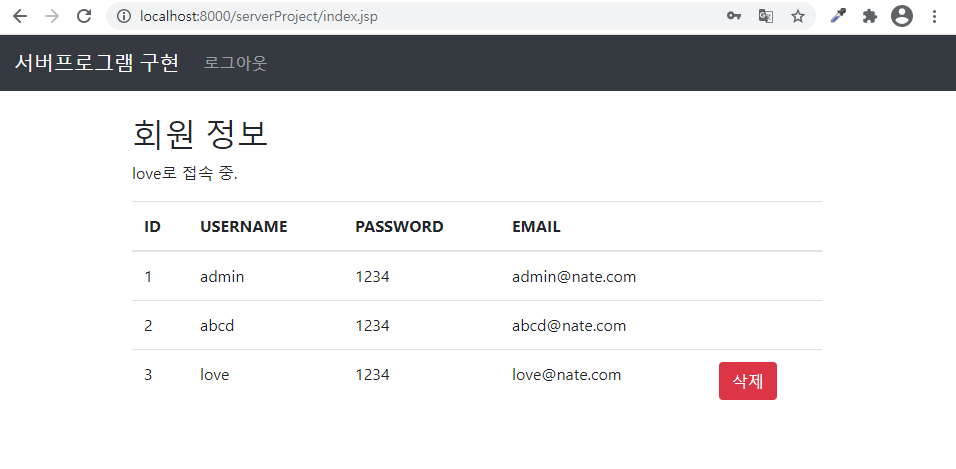 localhost:8000/serverProject/index.jsp
서버프로그램 구현 로그아웃
회원 정보
love로 접속 중.
ID USERNAME PASSWORD EMAIL
1 admin 1234 admin@nate.com
2 abcd 1234 abcd@nate.com
3 love 1234 love@nate.com 삭제